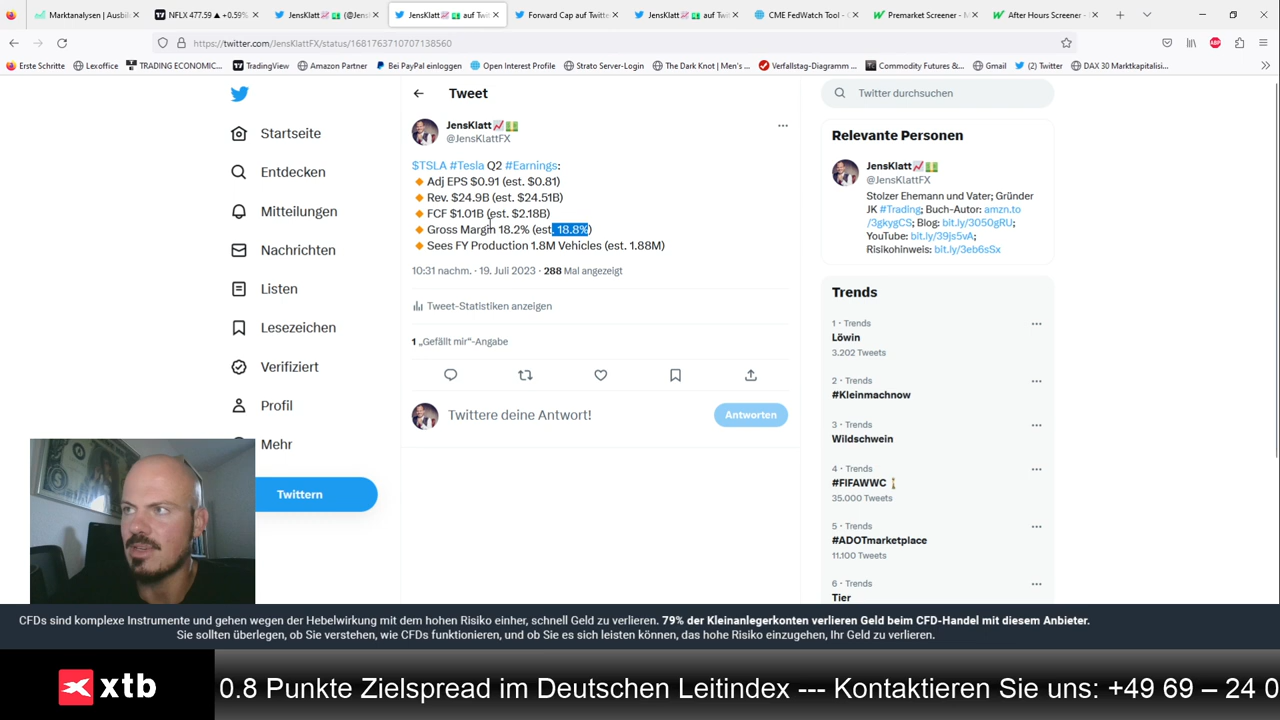 Marktanalysen | Ausbil
NFLX 477.59 ▲ +0.59%
JensKlatt📈💵 (@Jens
JensKlatt📈💵 auf Twi
Forward Cap auf Twitte
JensKlatt📈💵 auf Twi
CME FedWatch Tool - C
Premarket Screener - M
After Hours Screener -
https://twitter.com/JensKlattFX/status/1681763710707138560
Erste Schritte
Lexoffice
TRADING ECONOMIC...
TradingView
Amazon Partner
Bei PayPal einloggen
Open Interest Profile
Strato Server-Login
The Dark Knot | Men's ...
Verfallstag-Diagramm ...
Commodity Futures &...
Gmail
(2) Twitter
DAX 30 Marktkapitalisi...
Startseite
Entdecken
Mitteilungen
Nachrichten
Listen
Lesezeichen
Verifiziert
Profil
Mehr
Twittern
Tweet
JensKlatt📈💵
@JensKlattFX
$TSLA #Tesla Q2 #Earnings:
🔸Adj EPS $0.91 (est. $0.81)
🔸Rev. $24.9B (est. $24.51B)
🔸FCF $1.01B (est. $2.18B)
🔸Gross Margin 18.2% (est. 18.8%)
🔸Sees FY Production 1.8M Vehicles (est. 1.88M)
10:31 nachm. · 19. Juli 2023 · 288 Mal angezeigt
Tweet-Statistiken anzeigen
1 „Gefällt mir“-Angabe
Twittere deine Antwort!
Antworten
Twitter durchsuchen
Relevante Personen
JensKlatt📈💵
@JensKlattFX
Stolzer Ehemann und Vater; Gründer
JK #Trading; Buch-Autor: amzn.to
/3gkygCS; Blog: bit.ly/3050gRU;
YouTube: bit.ly/39js5vA;
Risikohinweis: bit.ly/3eb6sSx
Trends
1 · Trends
Löwin
3.202 Tweets
2 · Trends
#Kleinmachnow
3 · Trends
Wildschwein
4 · Trends
#FIFAWWC
35.000 Tweets
5 · Trends
#ADOTmarketplace
11.100 Tweets
6 · Trends
Tier
CFDs sind komplexe Instrumente und gehen wegen der Hebelwirkung mit dem hohen Risiko einher, schnell Geld zu verlieren. 79% der Kleinanlegerkonten verlieren Geld beim CFD-Handel mit diesem Anbieter.
Sie sollten überlegen, ob Sie verstehen, wie CFDs funktionieren, und ob Sie es sich leisten können, das hohe Risiko einzugehen, Ihr Geld zu verlieren.
xtb
0.8 Punkte Zielspread im Deutschen Leitindex --- Kontaktieren Sie uns: +49 69 – 24 0